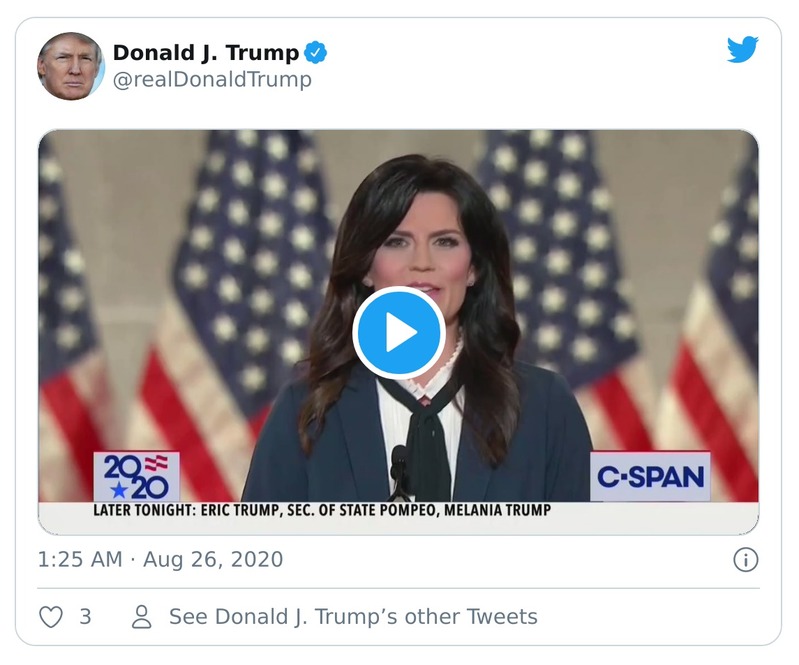 Donald J. Trump
@realDonaldTrump
2020
C-SPAN
LATER TONIGHT: ERIC TRUMP, SEC. OF STATE POMPEO, MELANIA TRUMP
1:25 AM · Aug 26, 2020
3
See Donald J. Trump’s other Tweets